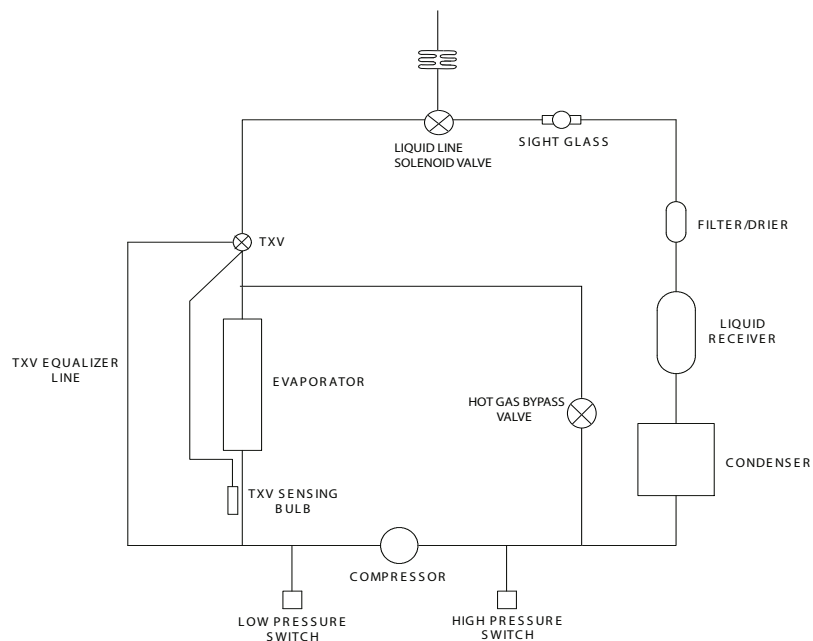 LIQUID LINE
SOLENOID VALVE
SIGHT GLASS
FILTER/DRIER
TXV
LIQUID
RECEIVER
TXV EQUALIZER
LINE
EVAPORATOR
HOT GAS BYPASS
VALVE
CONDENSER
TXV SENSING
BULB
COMPRESSOR
LOW PRESSURE
SWITCH
HIGH PRESSURE
SWITCH